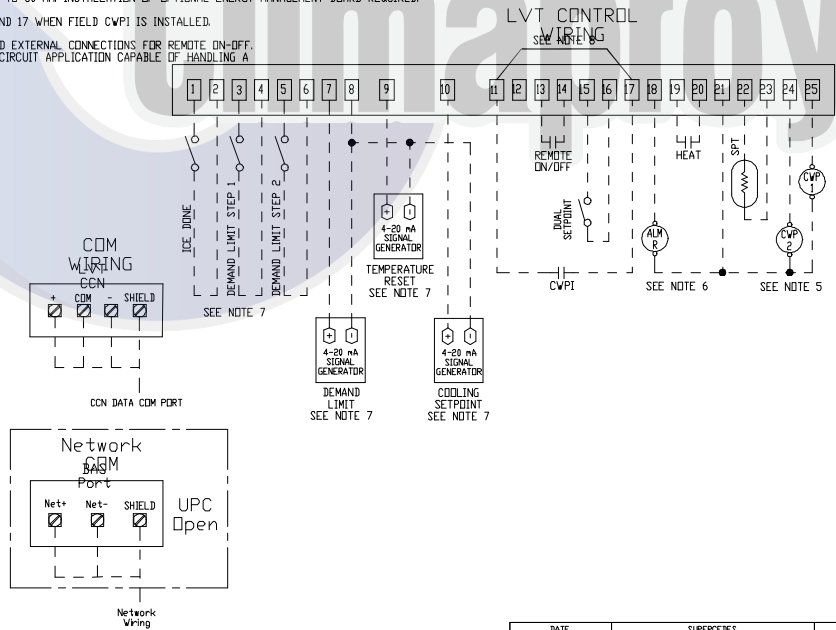 ND 17 WHEN FIELD CWPI IS INSTALLED.
D EXTERNAL CONNECTIONS FOR REMOTE ON-OFF.
CIRCUIT APPLICATION CAPABLE OF HANDLING A
LVT CONTROL
WIRING
SEE NOTE 8
1 2 3 4 5 6 7 8 9 10 11 12 13 14 15 16 17 18 19 20 21 22 23 24 25
ICE DONE
DEMAND LIMIT STEP 1
DEMAND LIMIT STEP 2
SEE NOTE 7
+ -
4-20 mA
SIGNAL
GENERATOR
TEMPERATURE
RESET
SEE NOTE 7
+ -
4-20 mA
SIGNAL
GENERATOR
DEMAND
LIMIT
SEE NOTE 7
+ -
4-20 mA
SIGNAL
GENERATOR
COOLING
SETPOINT
SEE NOTE 7
REMOTE
ON/OFF
DUAL
SETPOINT
CWPI
HEAT
SPT
ALM
R
CWP
1
CWP
2
SEE NOTE 6
SEE NOTE 5
COM
WIRING
LVT
CCN
+ COM - SHIELD
CCN DATA COM PORT
Network
COM
BAS
Port
Net+ Net- SHIELD
UPC
Open
Network
Wiring
DATE SUPERCEDES